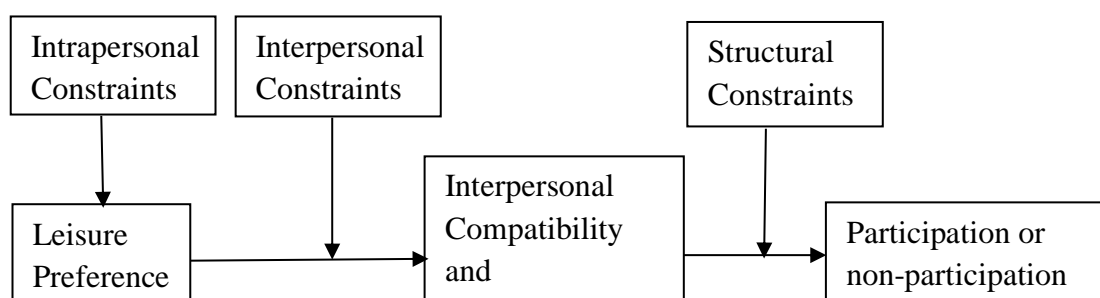 Intrapersonal
Constraints
Interpersonal
Constraints
Structural
Constraints
Leisure
Preference
Interpersonal
Compatibility
and
Participation or
non-participation